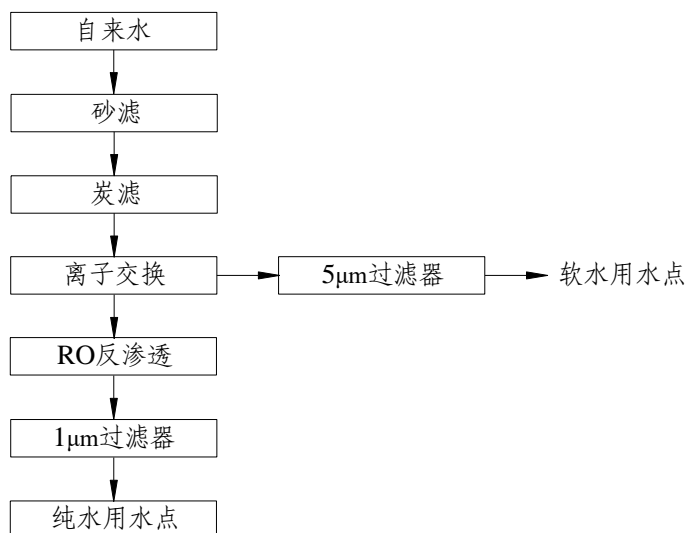 自来水
砂滤
炭滤
离子交换
5μm过滤器
软水用水点
RO反渗透
1μm过滤器
纯水用水点